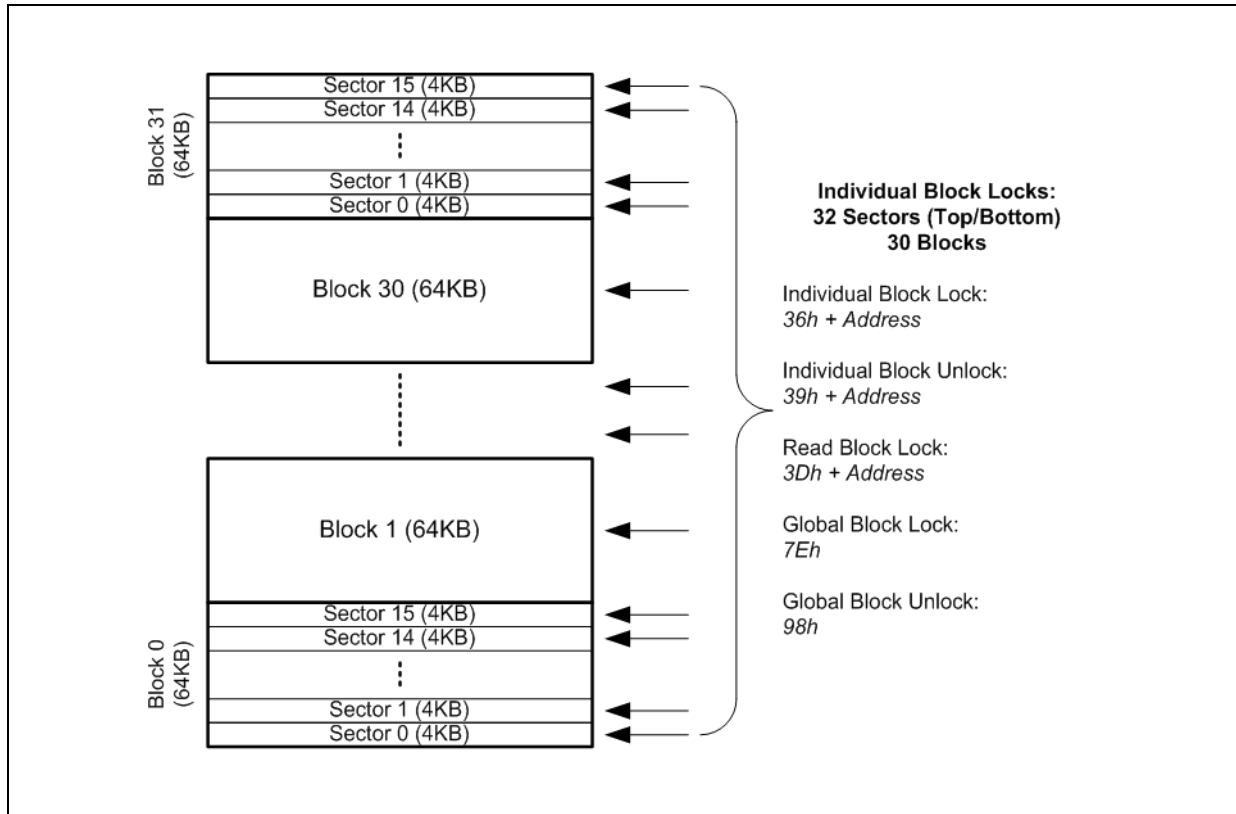 Block 31
(64KB)
Sector 15 (4KB)
Sector 14 (4KB)
Sector 1 (4KB)
Sector 0 (4KB)
Block 30 (64KB)
Block 1 (64KB)
Block 0
(64KB)
Sector 15 (4KB)
Sector 14 (4KB)
Sector 1 (4KB)
Sector 0 (4KB)
Individual Block Locks:
32 Sectors (Top/Bottom)
30 Blocks
Individual Block Lock:
36h + Address
Individual Block Unlock:
39h + Address
Read Block Lock:
3Dh + Address
Global Block Lock:
7Eh
Global Block Unlock:
98h